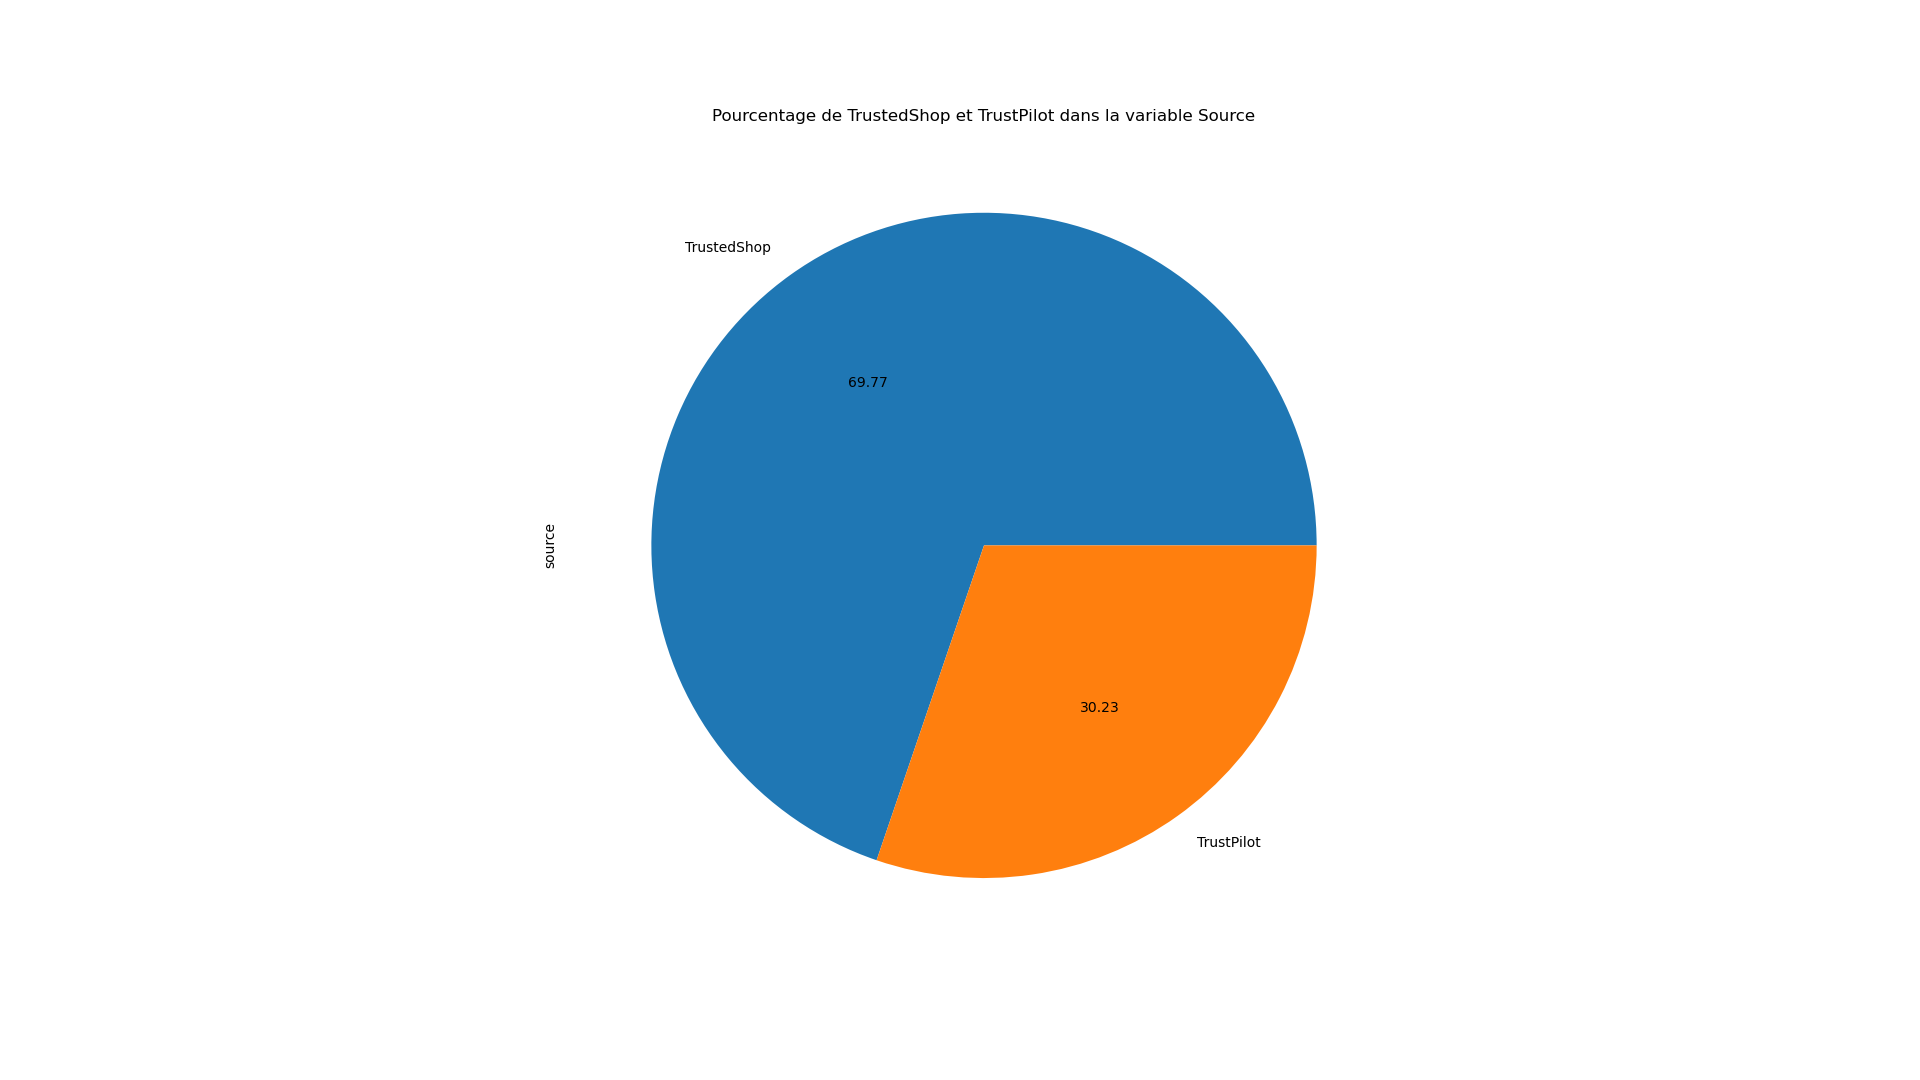 Pourcentage de TrustedShop et TrustPilot dans la variable Source
TrustedShop
69.77
source
30.23
TrustPilot